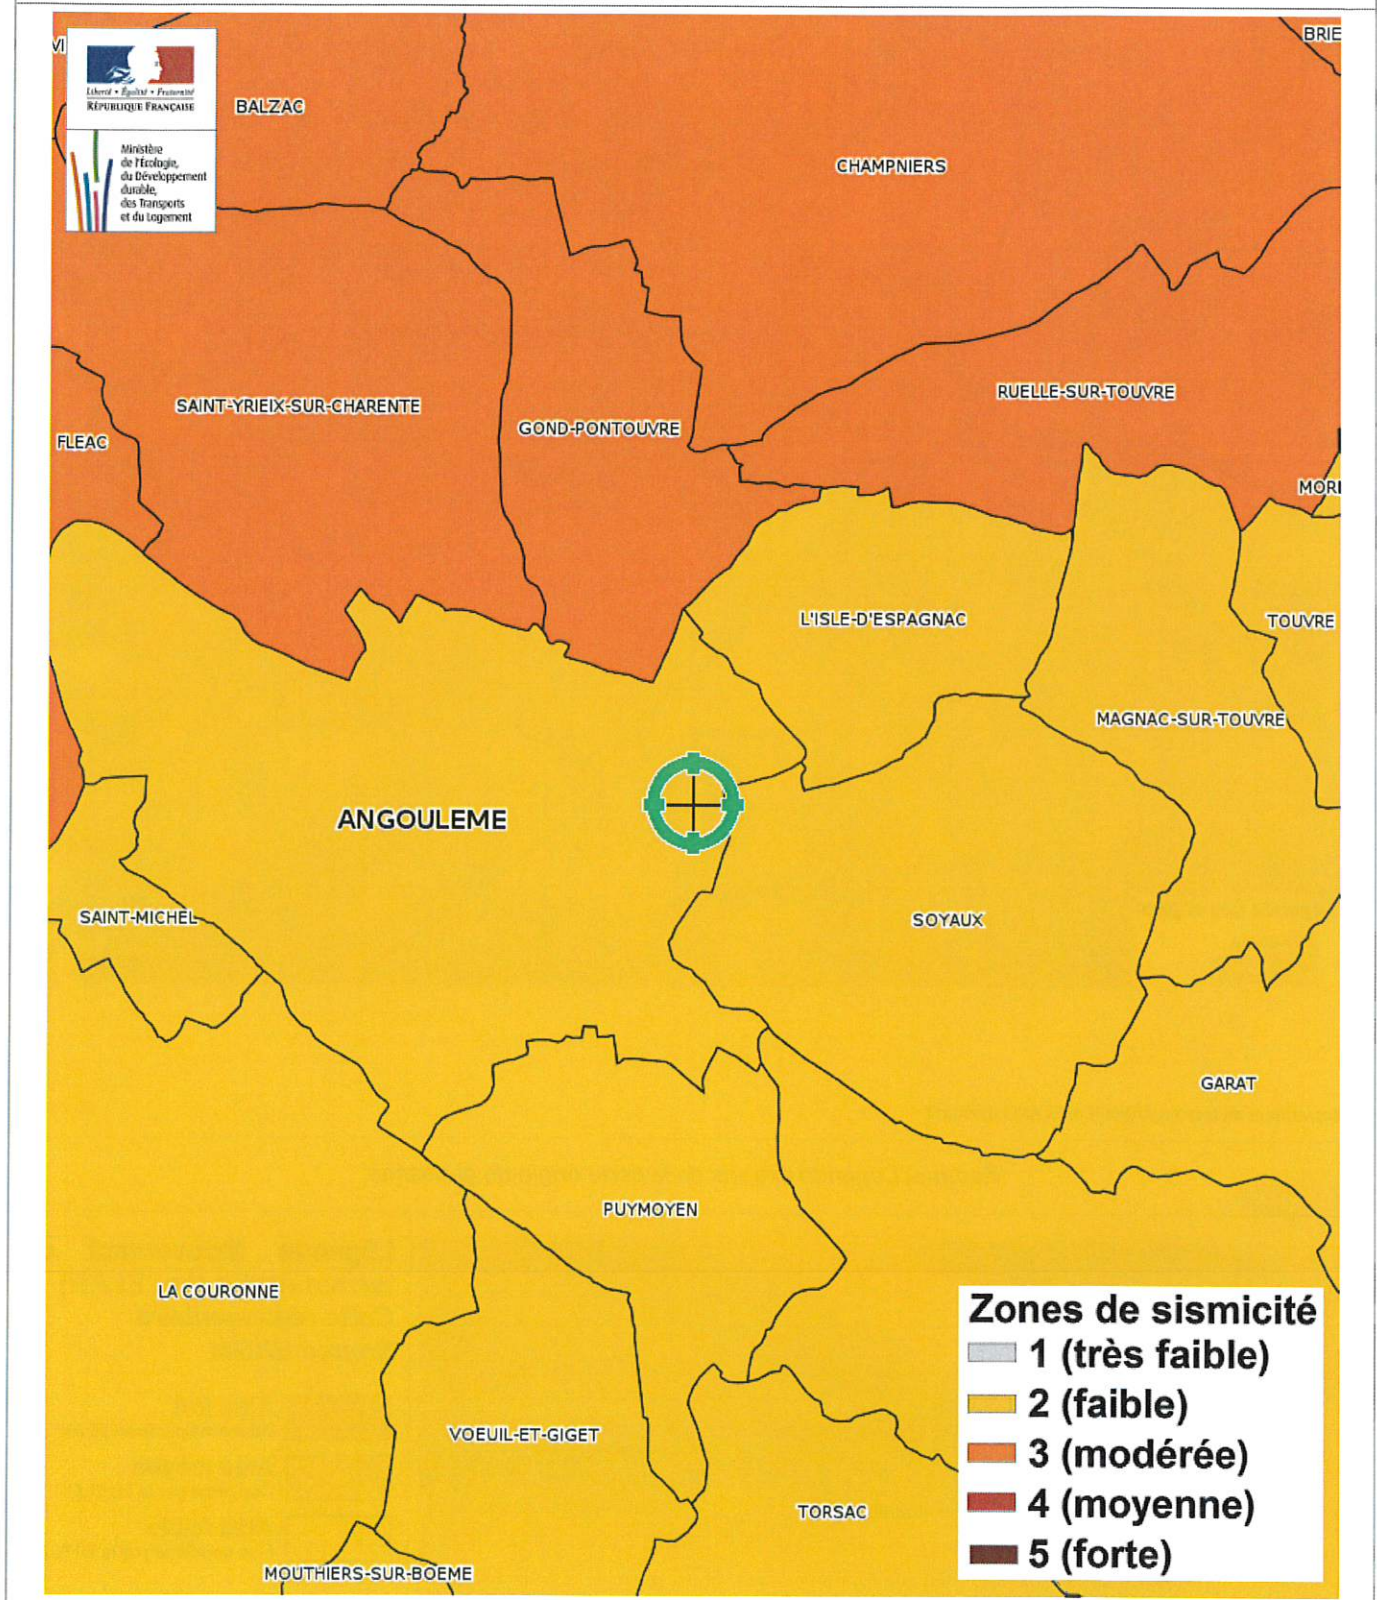 VI
BRIE
Liberté • Égalité • Fraternité
RÉPUBLIQUE FRANÇAISE
BALZAC
Ministère
de l'Écologie,
du Développement
durable,
des Transports
et du Logement
CHAMPNIERS
RUELLE-SUR-TOUVRE
SAINT-YRIEIX-SUR-CHARENTE
GOND-PONTOUVRE
FLEAC
MORI
L'ISLE-D'ESPAGNAC
TOUVRE
MAGNAC-SUR-TOUVRE
ANGOULEME
SAINT-MICHEL
SOYAUX
GARAT
PUYMOYEN
LA COURONNE
Zones de sismicité
1 (très faible)
2 (faible)
3 (modérée)
4 (moyenne)
5 (forte)
VOEUIL-ET-GIGET
TORSAC
MOUTHIERS-SUR-BOEME